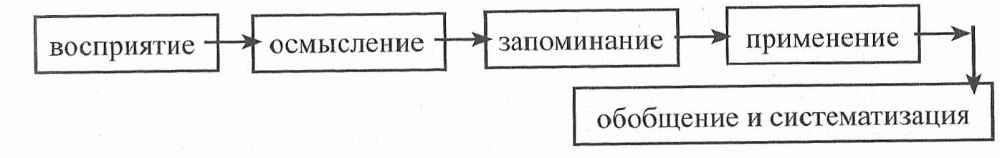 восприятие осмысление запоминание применение
обобщение и систематизация